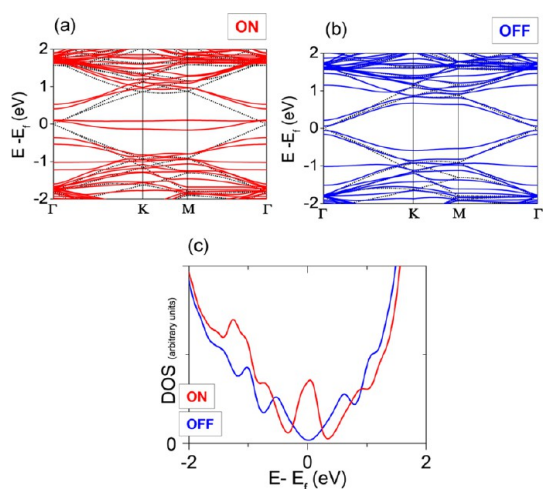 (a)
ON
(b)
OFF
2
1
0
-1
-2
E -E_f (eV)
Γ
K
M
Γ
2
1
0
-1
-2
E -E_f (eV)
Γ
K
M
Γ
(c)
DOS (arbitrary units)
ON
OFF
0
-2
0
2
E- E_f (eV)